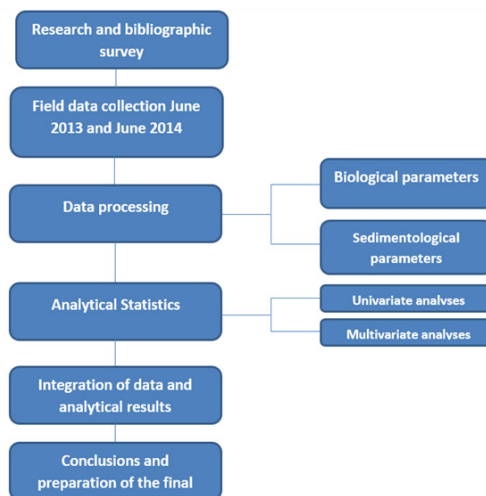 Research and bibliographic
survey
Field data collection June
2013 and June 2014
Data processing
Biological parameters
Sedimentological
parameters
Analytical Statistics
Univariate analyses
Multivariate analyses
Integration of data and
analytical results
Conclusions and
preparation of the final